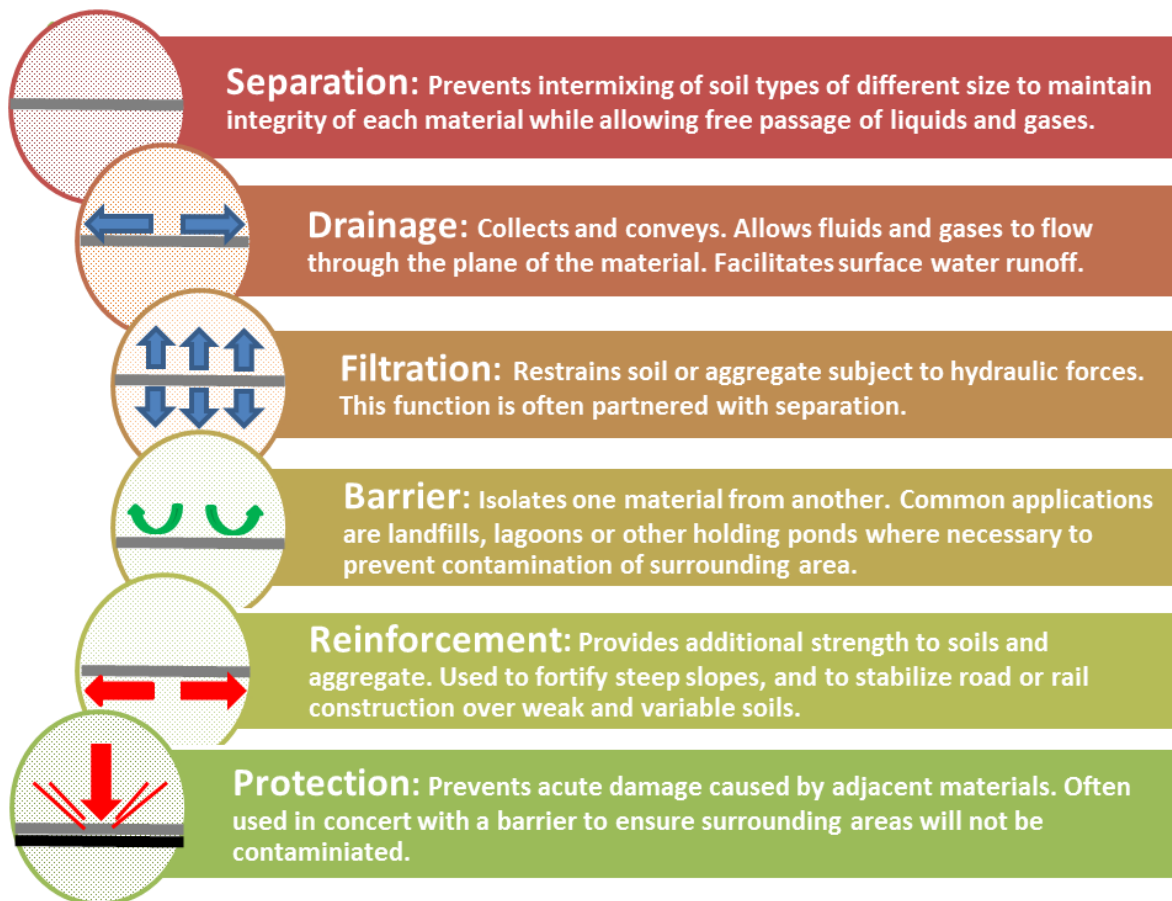 Separation: Prevents intermixing of soil types of different size to maintain
integrity of each material while allowing free passage of liquids and gases.
Drainage: Collects and conveys. Allows fluids and gases to flow
through the plane of the material. Facilitates surface water runoff.
Filtration: Restrains soil or aggregate subject to hydraulic forces.
This function is often partnered with separation.
Barrier: Isolates one material from another. Common applications
are landfills, lagoons or other holding ponds where necessary to
prevent contamination of surrounding area.
Reinforcement: Provides additional strength to soils and
aggregate. Used to fortify steep slopes, and to stabilize road or rail
construction over weak and variable soils.
Protection: Prevents acute damage caused by adjacent materials. Often
used in concert with a barrier to ensure surrounding areas will not be
contaminiated.